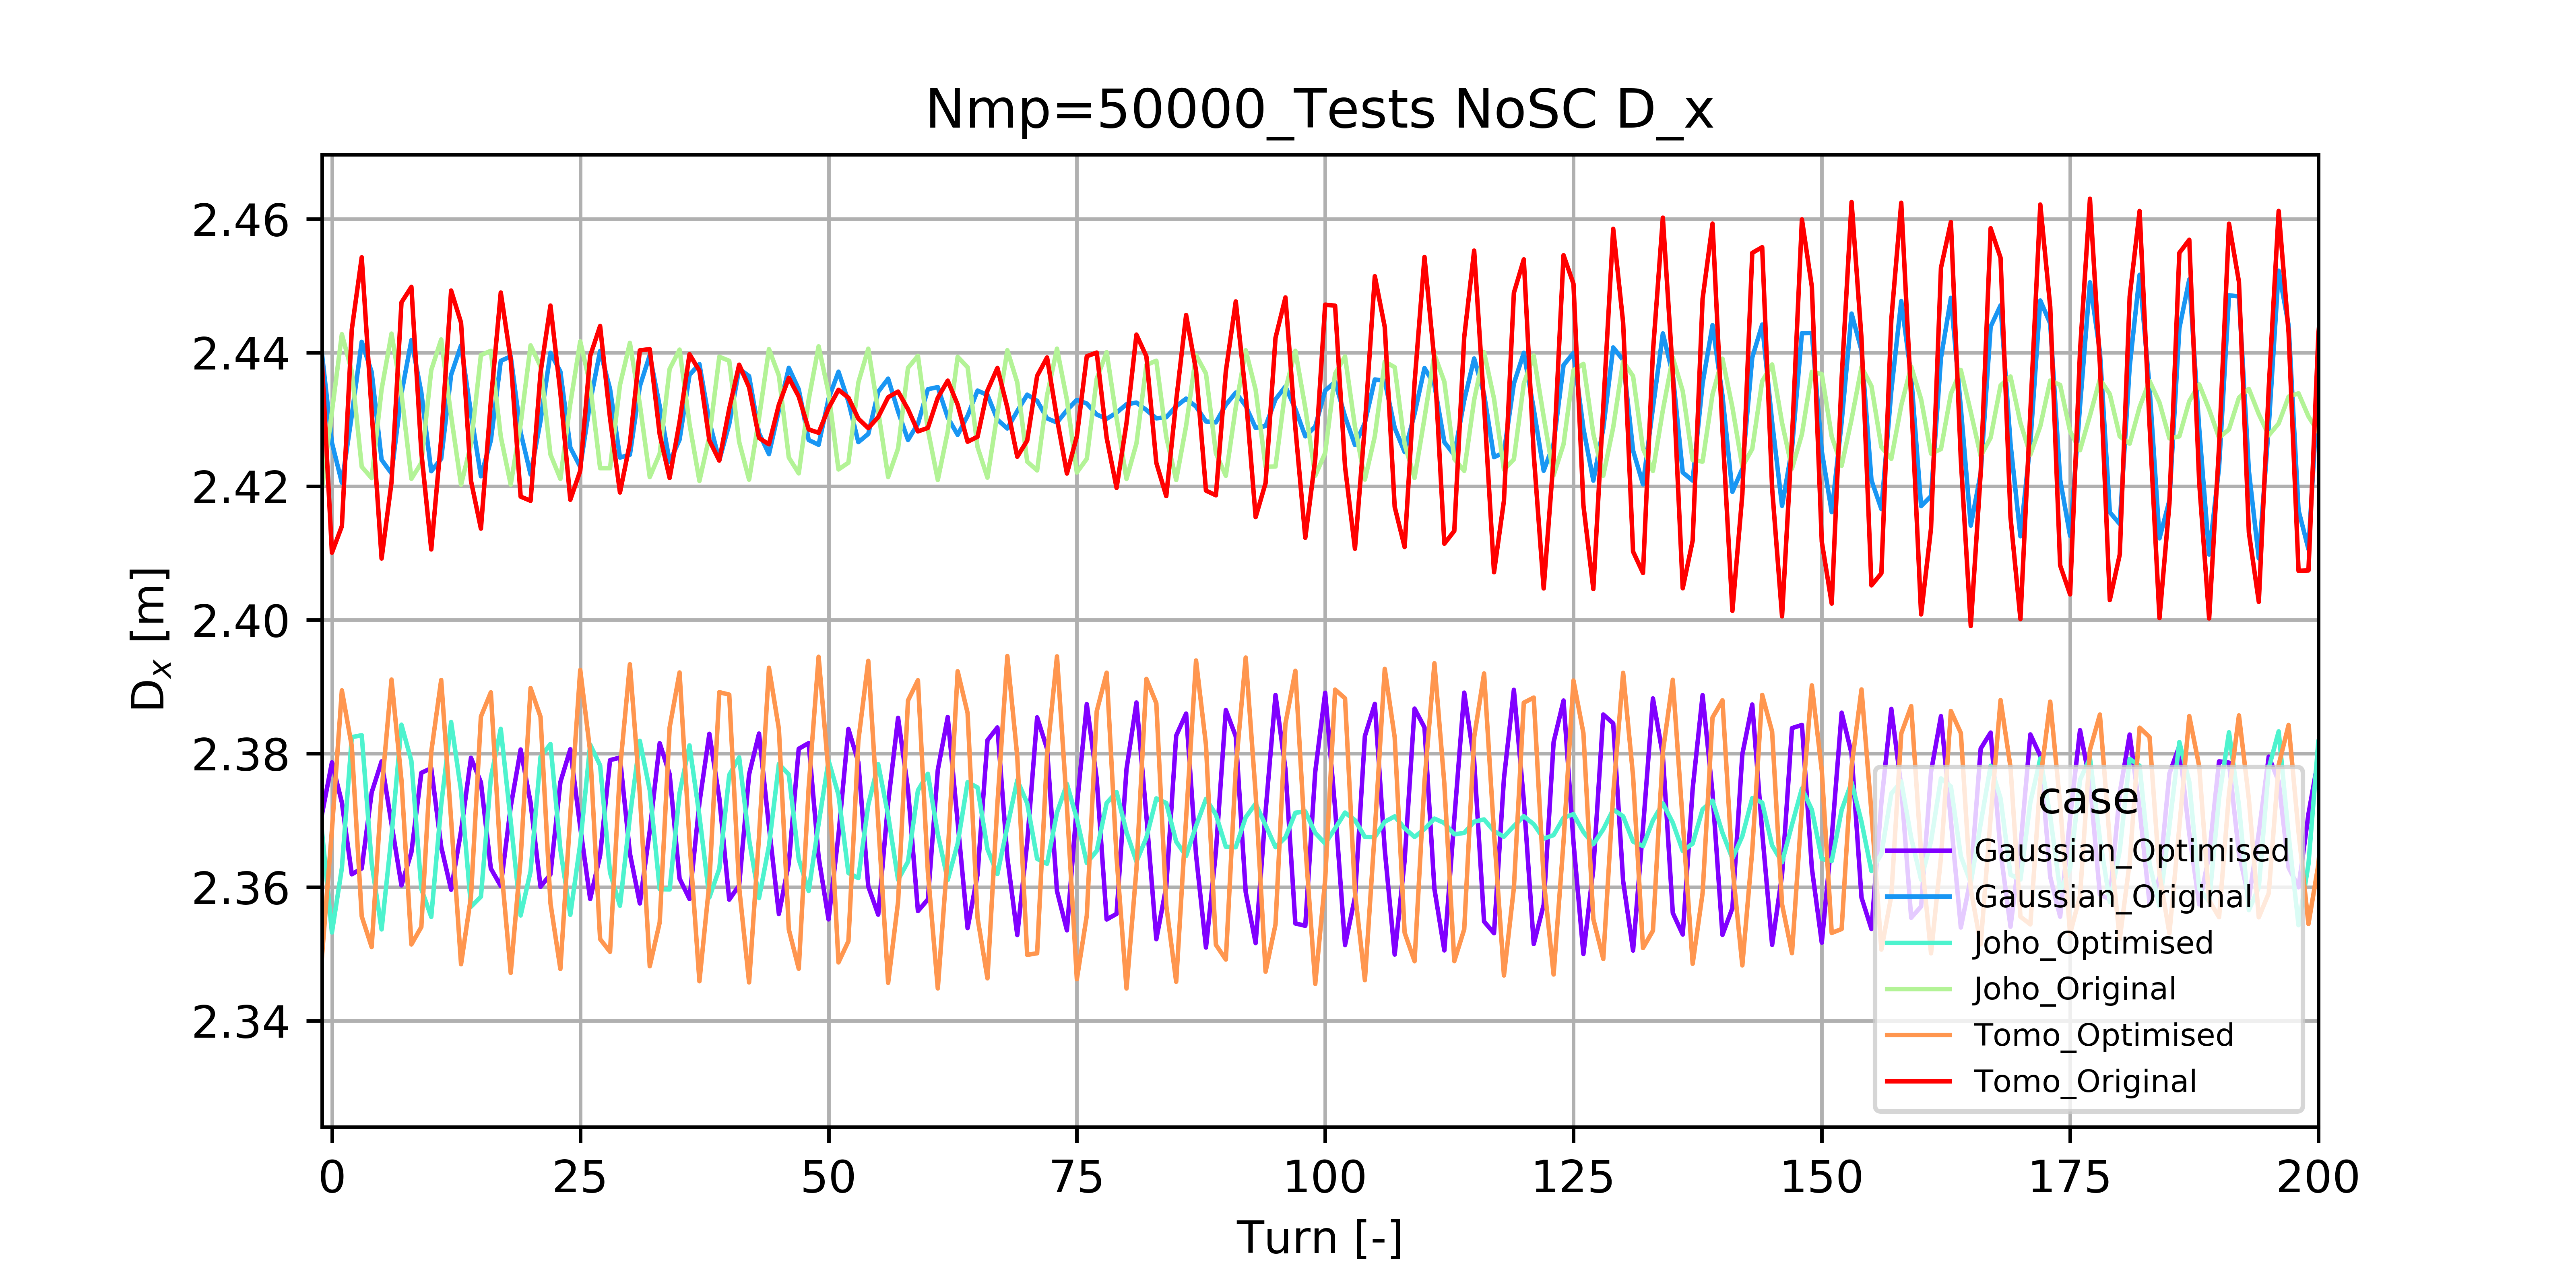 Nmp=50000_Tests NoSC D_x
2.46
2.44
2.42
2.40
2.38
2.36
2.34
Dₓ [m]
0 25 50 75 100 125 150 175 200
Turn [-]
case
Gaussian_Optimised
Gaussian_Original
Joho_Optimised
Joho_Original
Tomo_Optimised
Tomo_Original